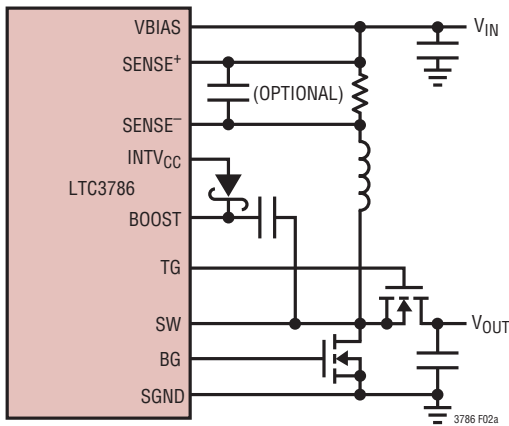 VBIAS
V_IN
SENSE⁺
(OPTIONAL)
SENSE⁻
INTV_CC
LTC3786
BOOST
TG
SW
V_OUT
BG
SGND
3786 F02a